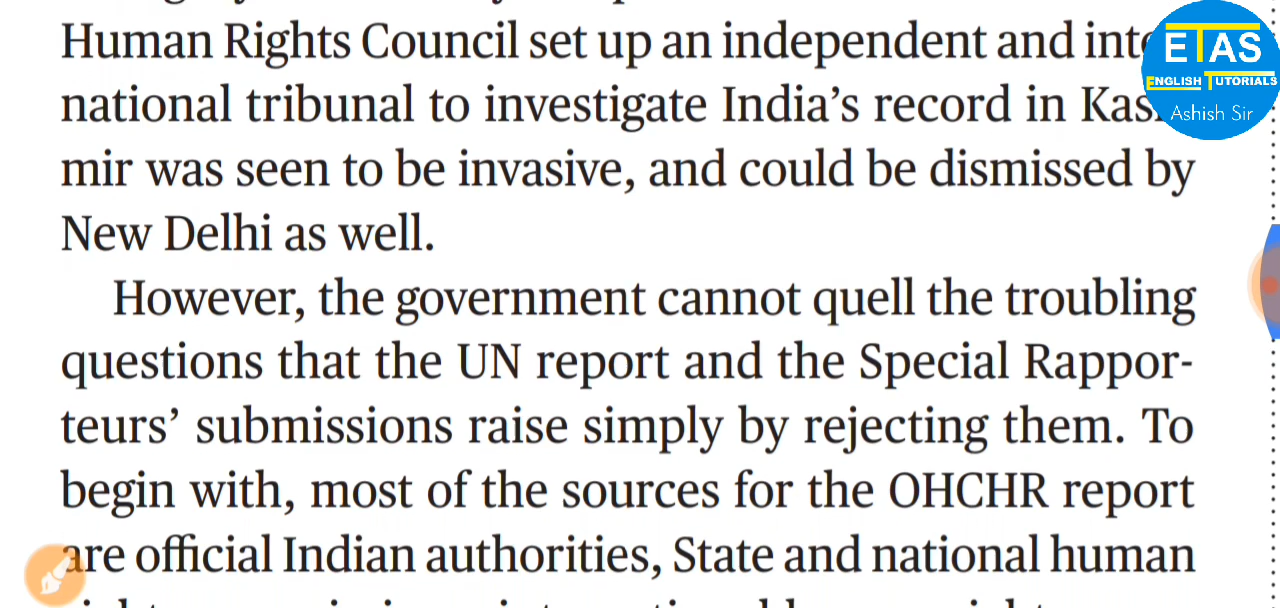 Human Rights Council set up an independent and inte
national tribunal to investigate India's record in Kas
mir was seen to be invasive, and could be dismissed by
New Delhi as well.
However, the government cannot quell the troubling
questions that the UN report and the Special Rappor-
teurs' submissions raise simply by rejecting them. To
begin with, most of the sources for the OHCHR report
are official Indian authorities, State and national human
ETAS
ENGLISH TUTORIALS
Ashish Sir